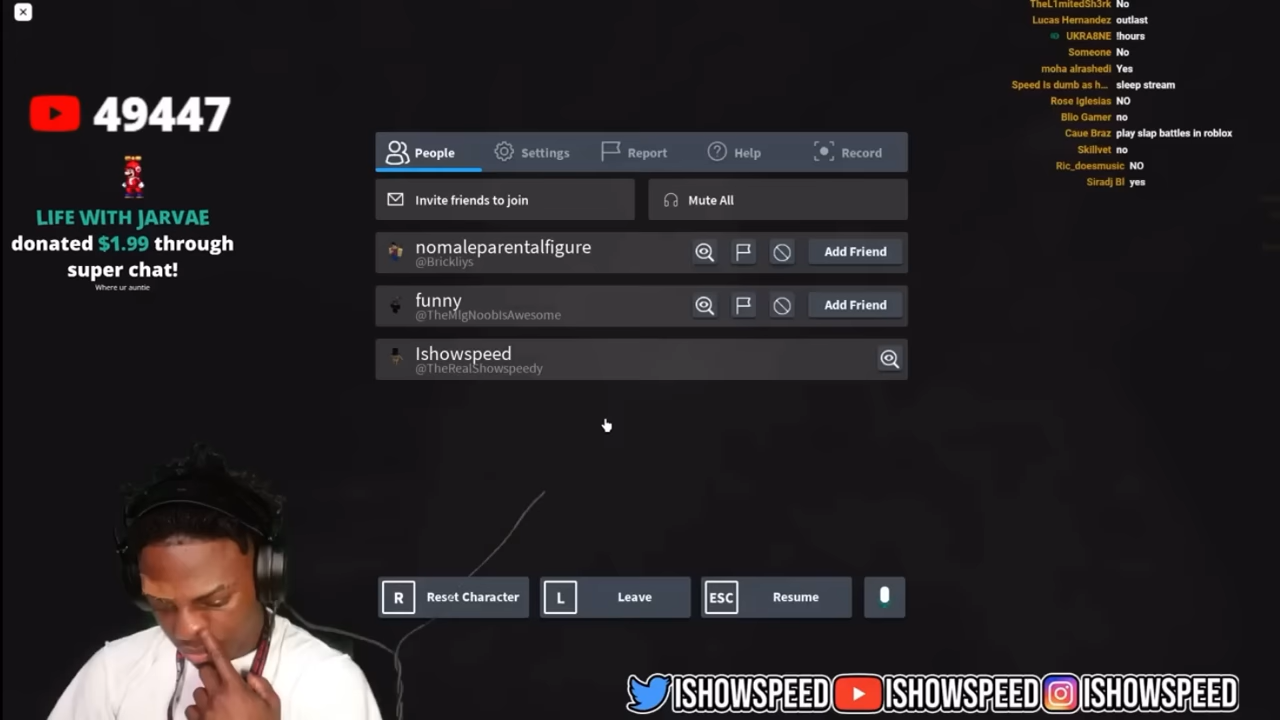 49447
LIFE WITH JARVAE
donated $1.99 through
super chat!
Where ur auntie
People
Settings
Report
Help
Record
Invite friends to join
Mute All
nomaleparentalfigure
@Brickliys
Add Friend
funny
@TheMlgNoobIsAwesome
Add Friend
Ishowspeed
@TheRealShowspeedy
R Reset Character
L Leave
ESC Resume
TheL1mitedSh3rk No
Lucas Hernandez outlast
UKRA8NE !hours
Someone No
moha alrashedi Yes
Speed Is dumb as h... sleep stream
Rose Iglesias NO
Blio Gamer no
Caue Braz play slap battles in roblox
Skillvet no
Ric_doesmusic NO
Siradj Bl yes
ISHOWSPEED ISHOWSPEED ISHOWSPEED